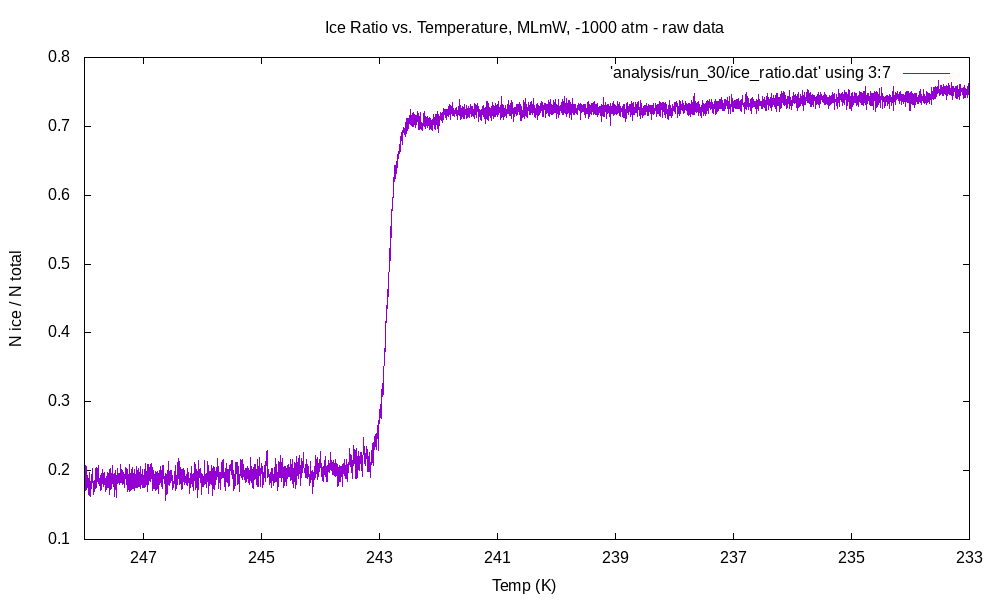 Ice Ratio vs. Temperature, MLmW, -1000 atm - raw data
'analysis/run_30/ice_ratio.dat' using 3:7
0.8
0.7
0.6
0.5
0.4
0.3
0.2
0.1
N ice / N total
247 245 243 241 239 237 235 233
Temp (K)